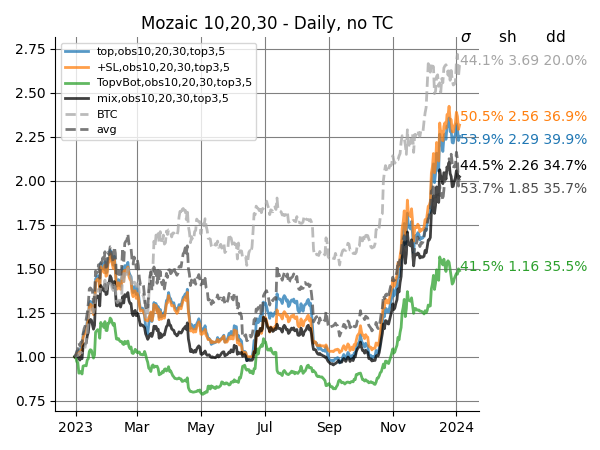 Mozaic 10,20,30 - Daily, no TC
σ sh dd
top,obs10,20,30,top3,5
+SL,obs10,20,30,top3,5
TopvBot,obs10,20,30,top3,5
mix,obs10,20,30,top3,5
BTC
avg
44.1% 3.69 20.0%
50.5% 2.56 36.9%
53.9% 2.29 39.9%
44.5% 2.26 34.7%
53.7% 1.85 35.7%
41.5% 1.16 35.5%
2.75
2.50
2.25
2.00
1.75
1.50
1.25
1.00
0.75
2023 Mar May Jul Sep Nov 2024